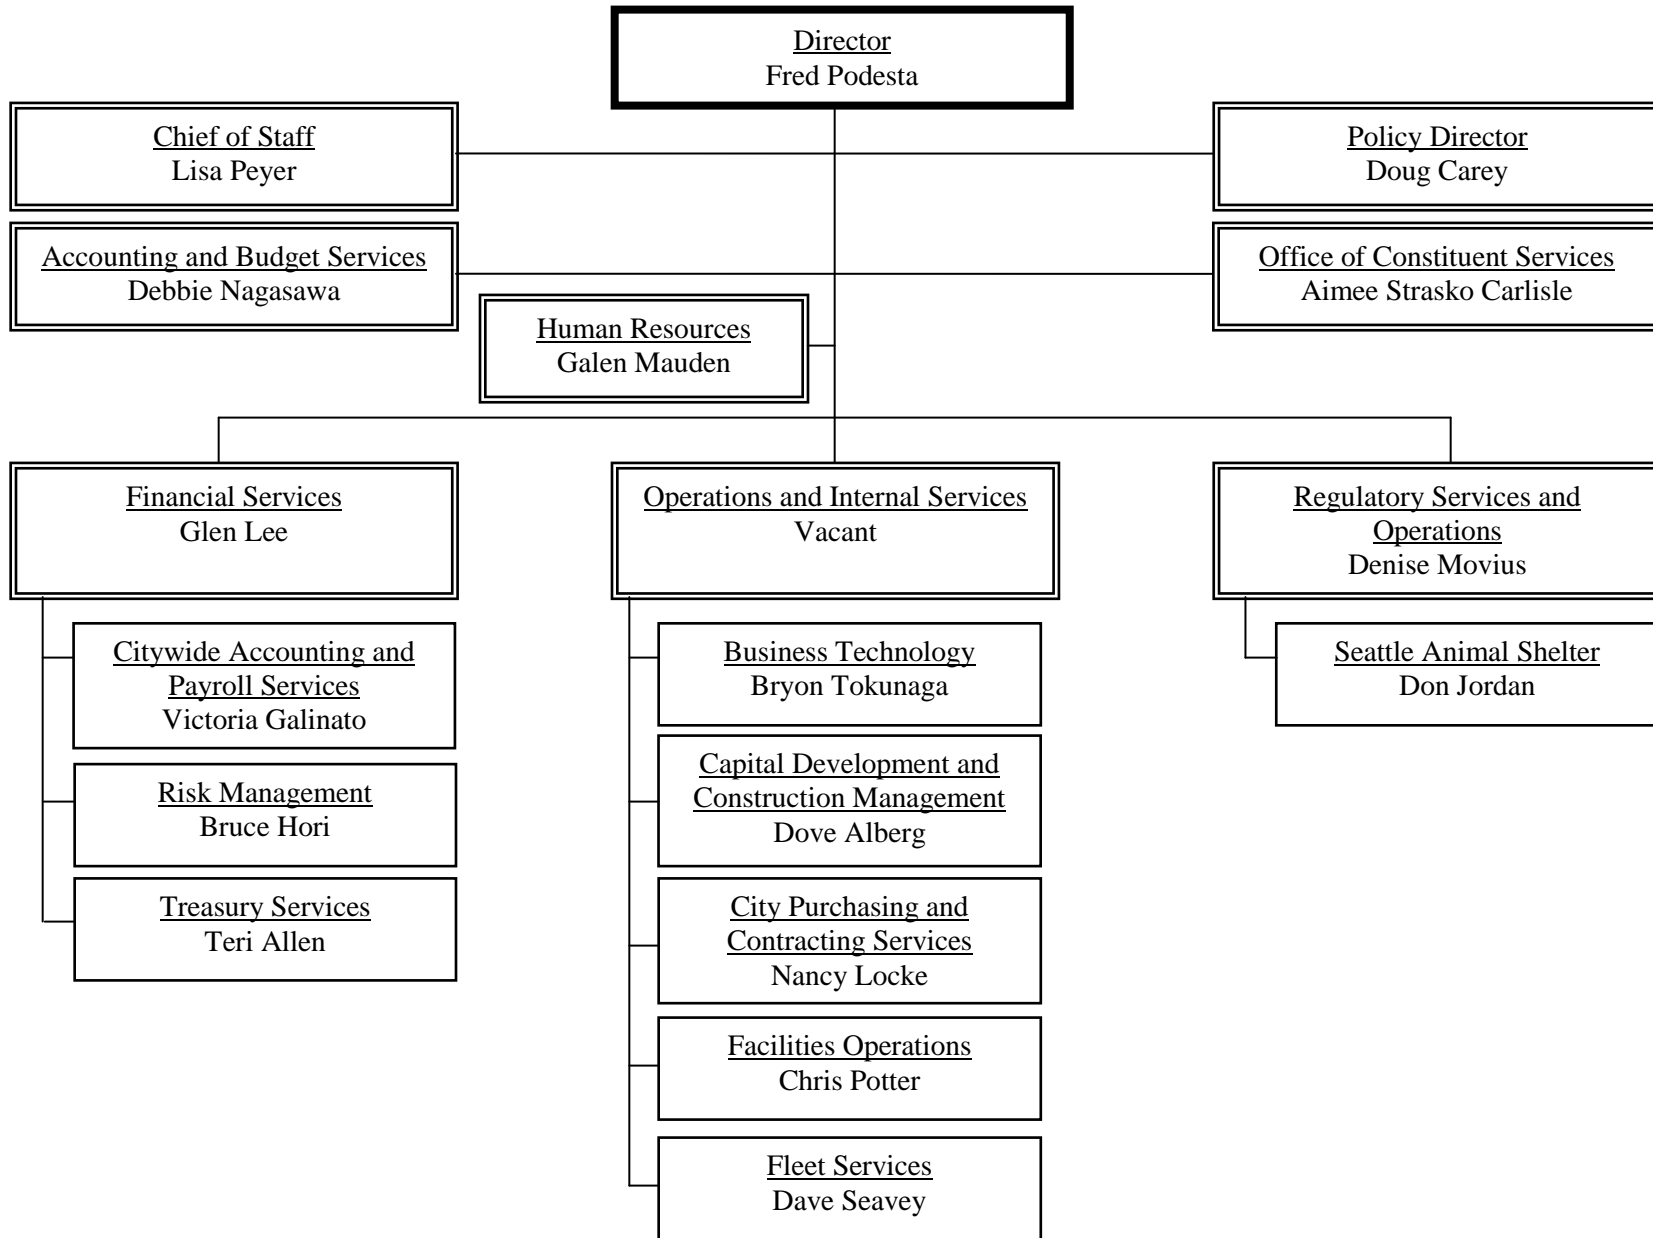 Director
Fred Podesta
Chief of Staff
Lisa Peyer
Policy Director
Doug Carey
Accounting and Budget Services
Debbie Nagasawa
Office of Constituent Services
Aimee Strasko Carlisle
Human Resources
Galen Mauden
Financial Services
Glen Lee
Operations and Internal Services
Vacant
Regulatory Services and
Operations
Denise Movius
Citywide Accounting and
Payroll Services
Victoria Galinato
Risk Management
Bruce Hori
Treasury Services
Teri Allen
Business Technology
Bryon Tokunaga
Capital Development and
Construction Management
Dove Alberg
City Purchasing and
Contracting Services
Nancy Locke
Facilities Operations
Chris Potter
Fleet Services
Dave Seavey
Seattle Animal Shelter
Don Jordan